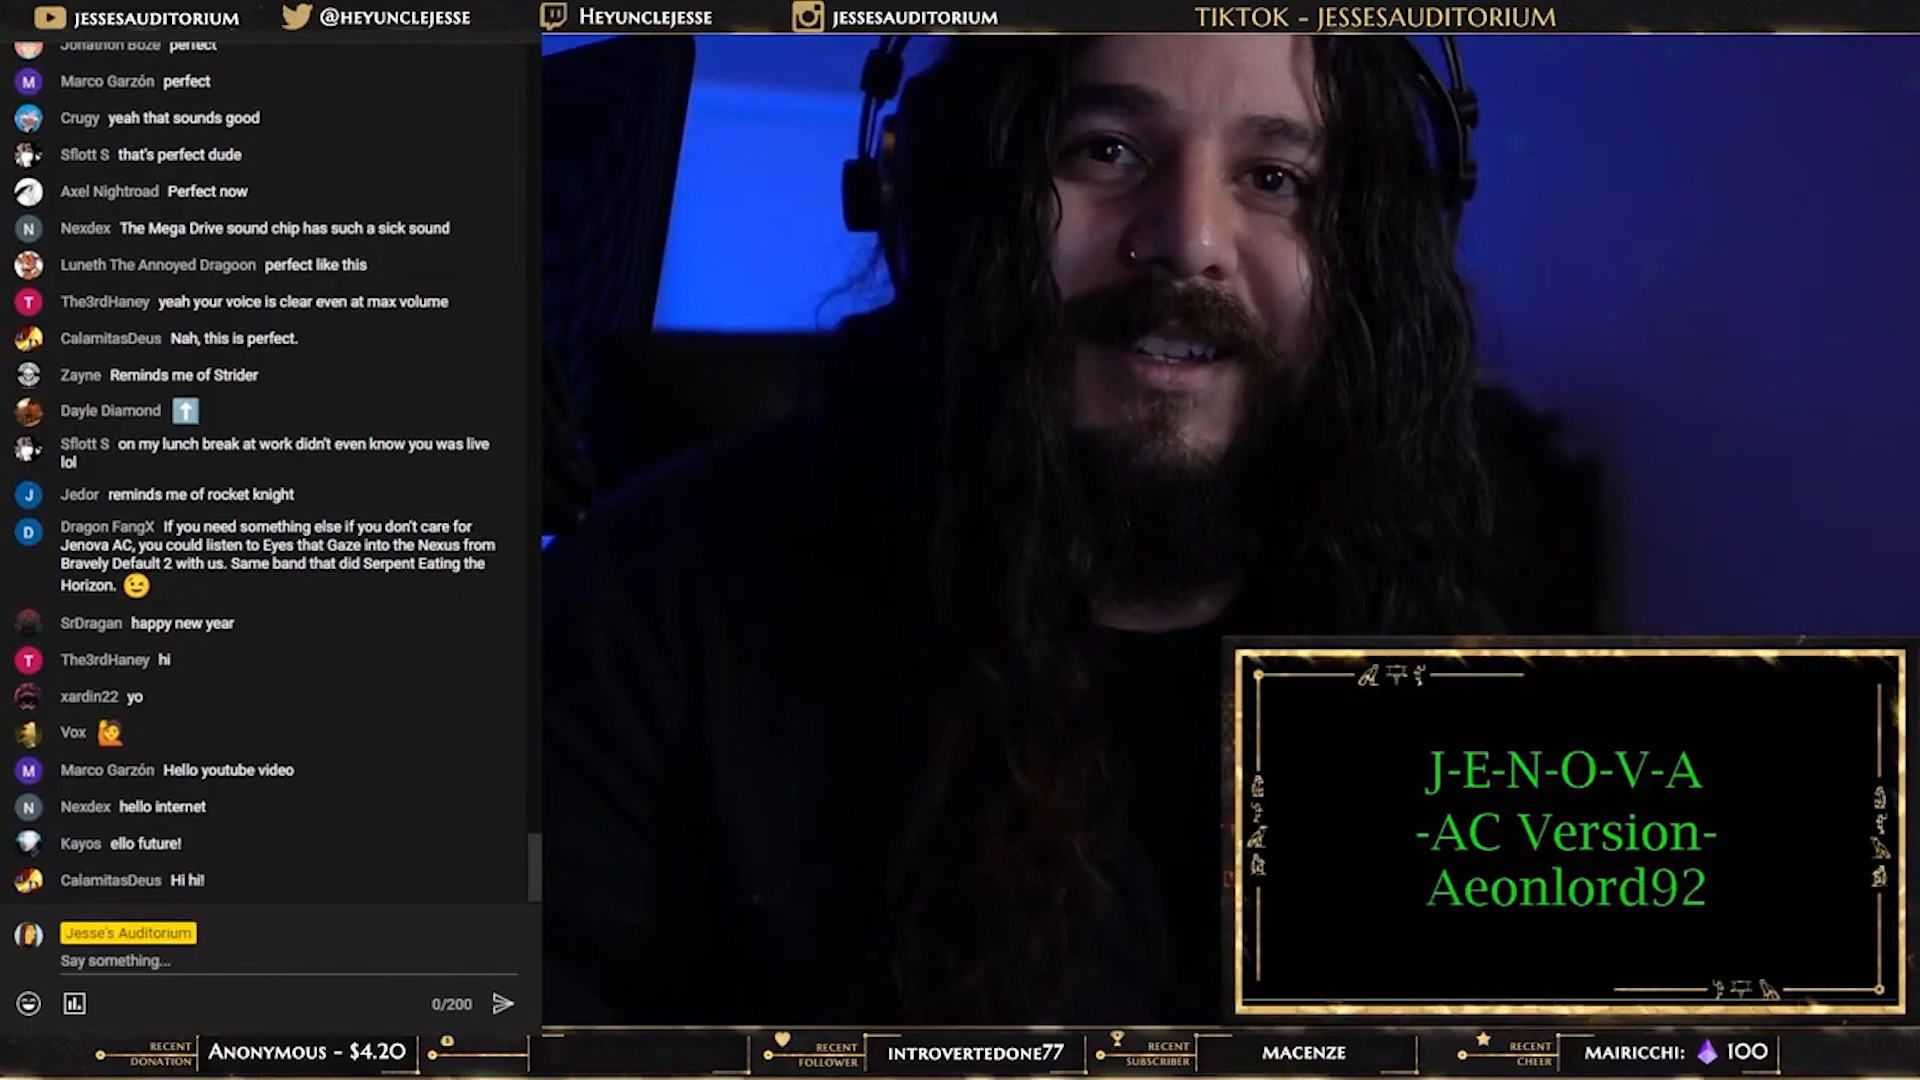 JESSESAUDITORIUM
@HEYUNCLEJESSE
HEYUNCLEJESSE
JESSESAUDITORIUM
TIKTOK - JESSESAUDITORIUM
Jonathon Boze perfect
Marco Garzón perfect
Crugy yeah that sounds good
Sflott S that's perfect dude
Axel Nightroad Perfect now
N Nexdex The Mega Drive sound chip has such a sick sound
Luneth The Annoyed Dragoon perfect like this
T The3rdHaney yeah your voice is clear even at max volume
CalamitasDeus Nah, this is perfect.
Zayne Reminds me of Strider
Dayle Diamond ⬆️
Sflott S on my lunch break at work didn't even know you was live
lol
J Jedor reminds me of rocket knight
D Dragon FangX If you need something else if you don't care for
Jenova AC, you could listen to Eyes that Gaze into the Nexus from
Bravely Default 2 with us. Same band that did Serpent Eating the
Horizon. 😉
SrDragan happy new year
T The3rdHaney hi
xardin22 yo
Vox 🙋
M Marco Garzón Hello youtube video
N Nexdex hello internet
Kayos ello future!
CalamitasDeus Hi hi!
Jesse's Auditorium
Say something...
0/200
J-E-N-O-V-A
-AC Version-
Aeonlord92
RECENT
DONATION
ANONYMOUS - $4.20
RECENT
FOLLOWER
INTROVERTEDONE77
RECENT
SUBSCRIBER
MACENZE
RECENT
CHEER
MAIRICCHI: 100